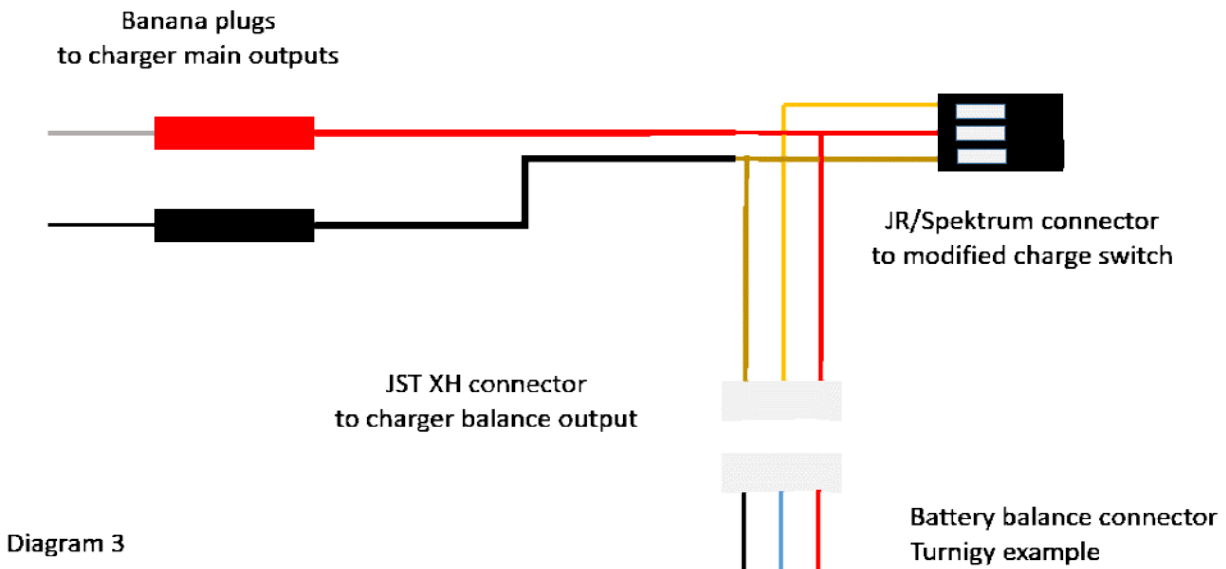 Banana plugs
to charger main outputs
JR/Spektrum connector
to modified charge switch
JST XH connector
to charger balance output
Battery balance connector
Turnigy example
Diagram 3